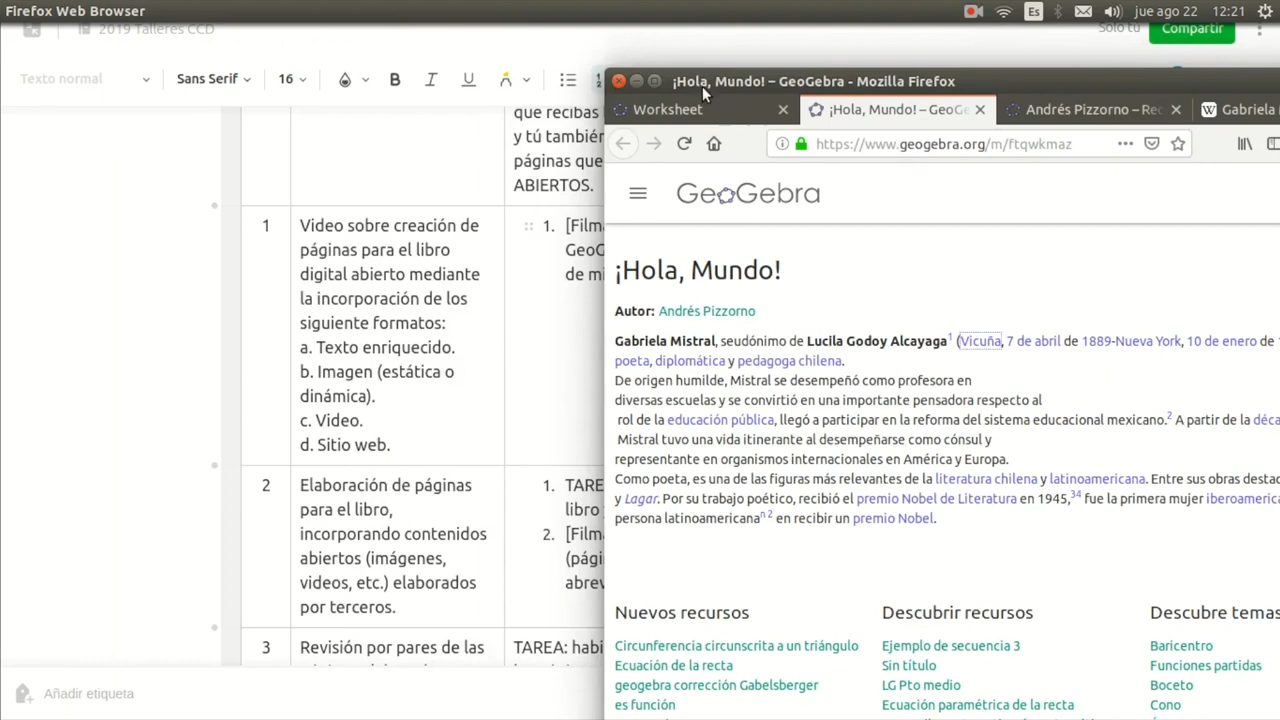 Firefox Web Browser
Es
jue ago 22
12:21
2019 Talleres CCD
Solo tú
Compartir
Texto normal
Sans Serif
16
B
I
U
que recibas
y tú también
páginas que
ABIERTOS.
1
Video sobre creación de
páginas para el libro
digital abierto mediante
la incorporación de los
siguiente formatos:
a. Texto enriquecido.
b. Imagen (estática o
dinámica).
c. Video.
d. Sitio web.
1. [Film
GeoG
de mi
2
Elaboración de páginas
para el libro,
incorporando contenidos
abiertos (imágenes,
videos, etc.) elaborados
por terceros.
1. TARE
libro
2. [Film
(pági
abrev
3
Revisión por pares de las
TAREA: habi
Añadir etiqueta
¡Hola, Mundo! – GeoGebra - Mozilla Firefox
Worksheet
¡Hola, Mundo! – GeoGe
Andrés Pizzorno – Rec
Gabriela
https://www.geogebra.org/m/ftqwkmaz
GeoGebra
¡Hola, Mundo!
Autor: Andrés Pizzorno
Gabriela Mistral, seudónimo de Lucila Godoy Alcayaga1 (Vicuña, 7 de abril de 1889-Nueva York, 10 de enero de 1
poeta, diplomática y pedagoga chilena.
De origen humilde, Mistral se desempeñó como profesora en
diversas escuelas y se convirtió en una importante pensadora respecto al
rol de la educación pública, llegó a participar en la reforma del sistema educacional mexicano.2 A partir de la déca
Mistral tuvo una vida itinerante al desempeñarse como cónsul y
representante en organismos internacionales en América y Europa.
Como poeta, es una de las figuras más relevantes de la literatura chilena y latinoamericana. Entre sus obras destac
y Lagar. Por su trabajo poético, recibió el premio Nobel de Literatura en 1945,34 fue la primera mujer iberoamerica
persona latinoamericana n 2 en recibir un premio Nobel.
Nuevos recursos
Circunferencia circunscrita a un triángulo
Ecuación de la recta
geogebra corrección Gabelsberger
es función
Descubrir recursos
Ejemplo de secuencia 3
Sin título
LG Pto medio
Ecuación paramétrica de la recta
Descubre temas
Baricentro
Funciones partidas
Boceto
Cono